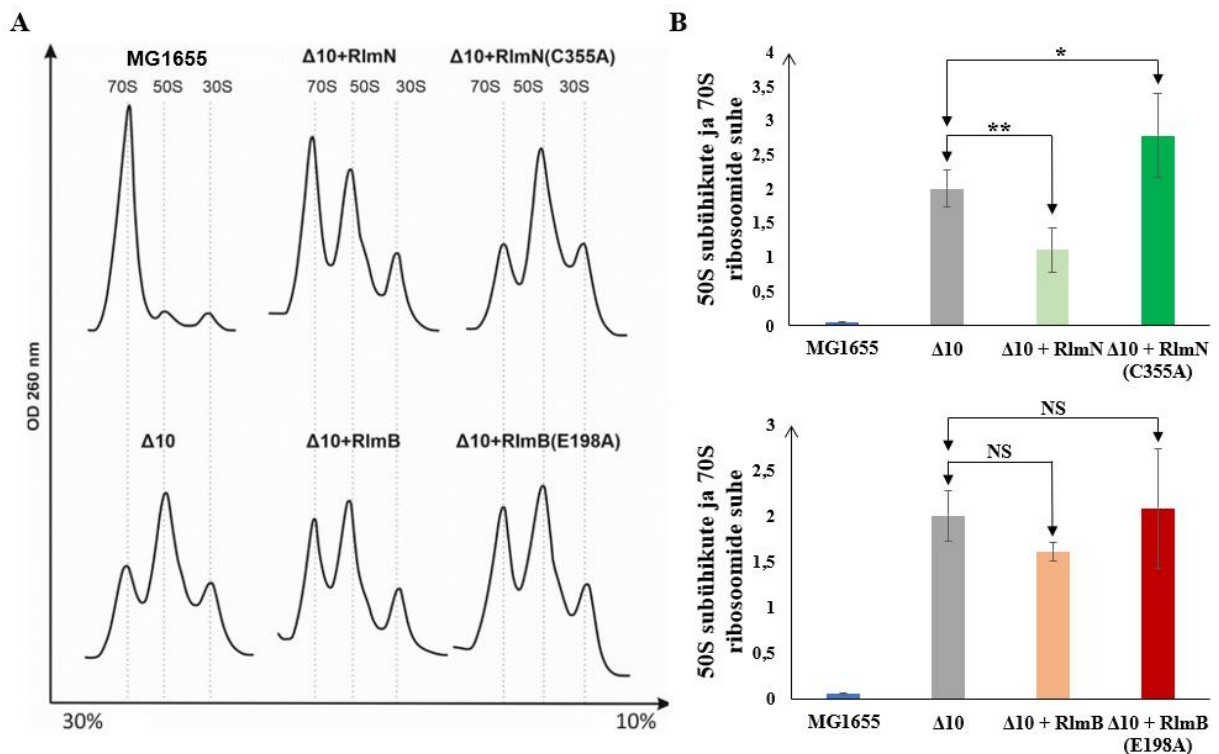 A
MG1655
70S 50S 30S
Δ10+RlmN
70S 50S 30S
Δ10+RlmN(C355A)
70S 50S 30S
OD 260 nm
Δ10
Δ10+RlmB
Δ10+RlmB(E198A)
30%
10%
B
50S subühikute ja 70S
ribosoomide suhe
4
3,5
3
2,5
2
1,5
1
0,5
0
*
**
MG1655
Δ10
Δ10 + RlmN
Δ10 + RlmN
(C355A)
50S subühikute ja 70S
ribosoomide suhe
3
2,5
2
1,5
1
0,5
0
NS
NS
MG1655
Δ10
Δ10 + RlmB
Δ10 + RlmB
(E198A)